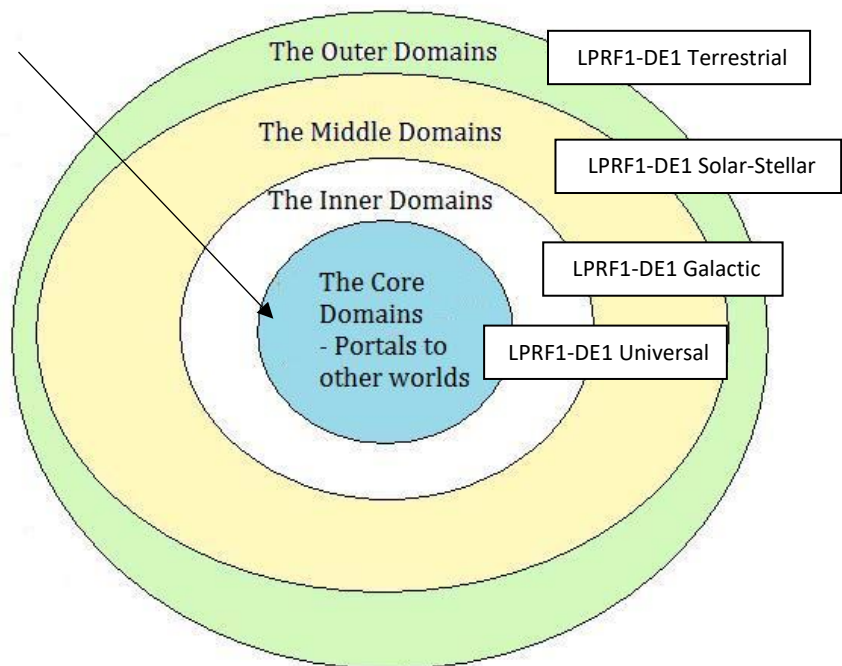 The Outer Domains
LPRF1-DE1 Terrestrial
The Middle Domains
LPRF1-DE1 Solar-Stellar
The Inner Domains
LPRF1-DE1 Galactic
The Core
Domains
- Portals to
other worlds
LPRF1-DE1 Universal